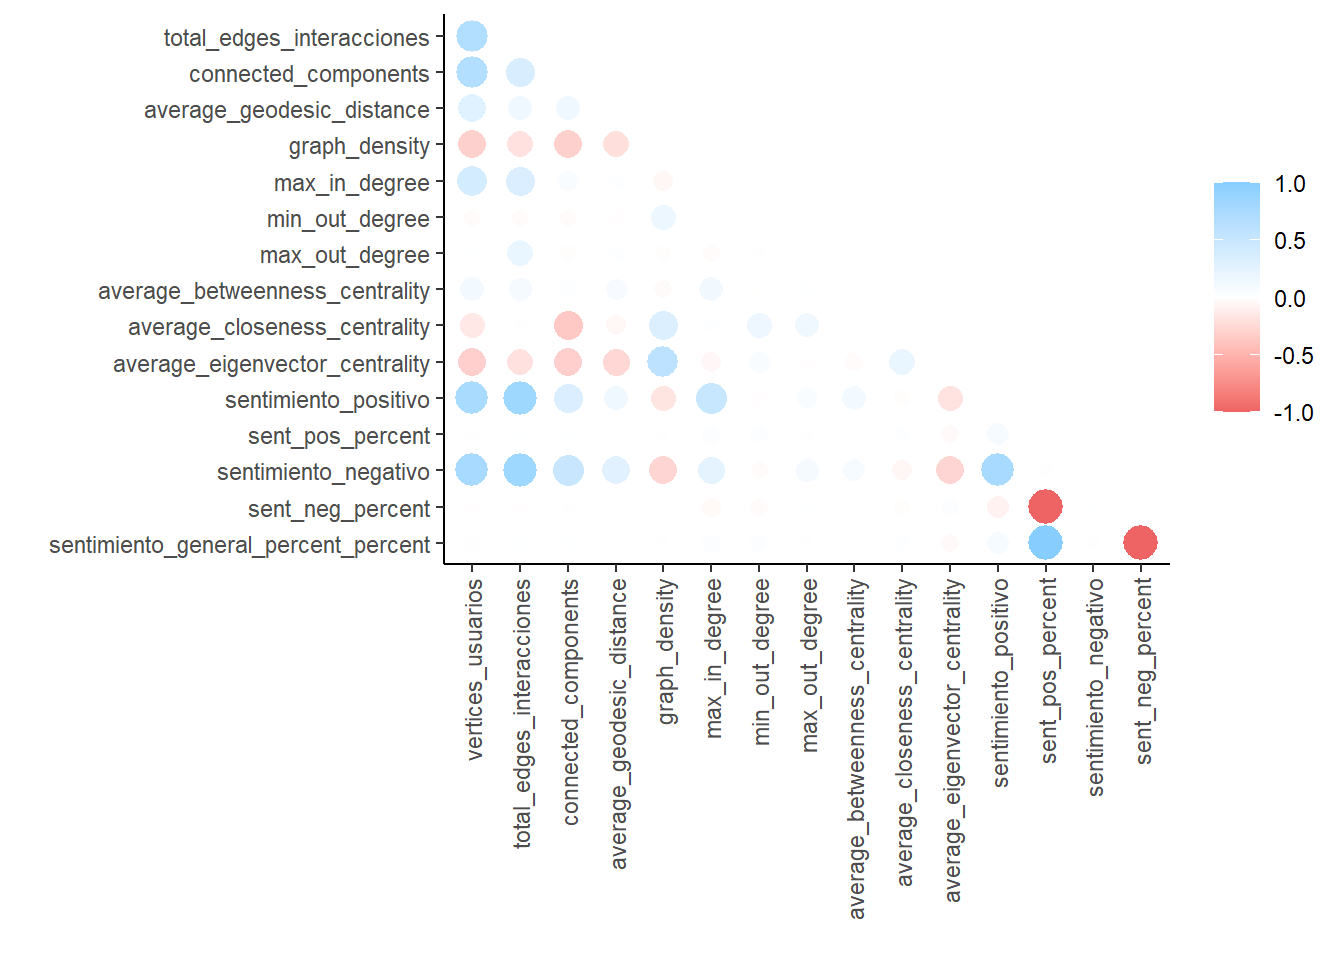 total_edges_interacciones
connected_components
average_geodesic_distance
graph_density
max_in_degree
min_out_degree
max_out_degree
average_betweenness_centrality
average_closeness_centrality
average_eigenvector_centrality
sentimiento_positivo
sent_pos_percent
sentimiento_negativo
sent_neg_percent
sentimiento_general_percent_percent
vertices_usuarios
total_edges_interacciones
connected_components
average_geodesic_distance
graph_density
max_in_degree
min_out_degree
max_out_degree
average_betweenness_centrality
average_closeness_centrality
average_eigenvector_centrality
sentimiento_positivo
sent_pos_percent
sentimiento_negativo
sent_neg_percent
1.0
0.5
0.0
-0.5
-1.0